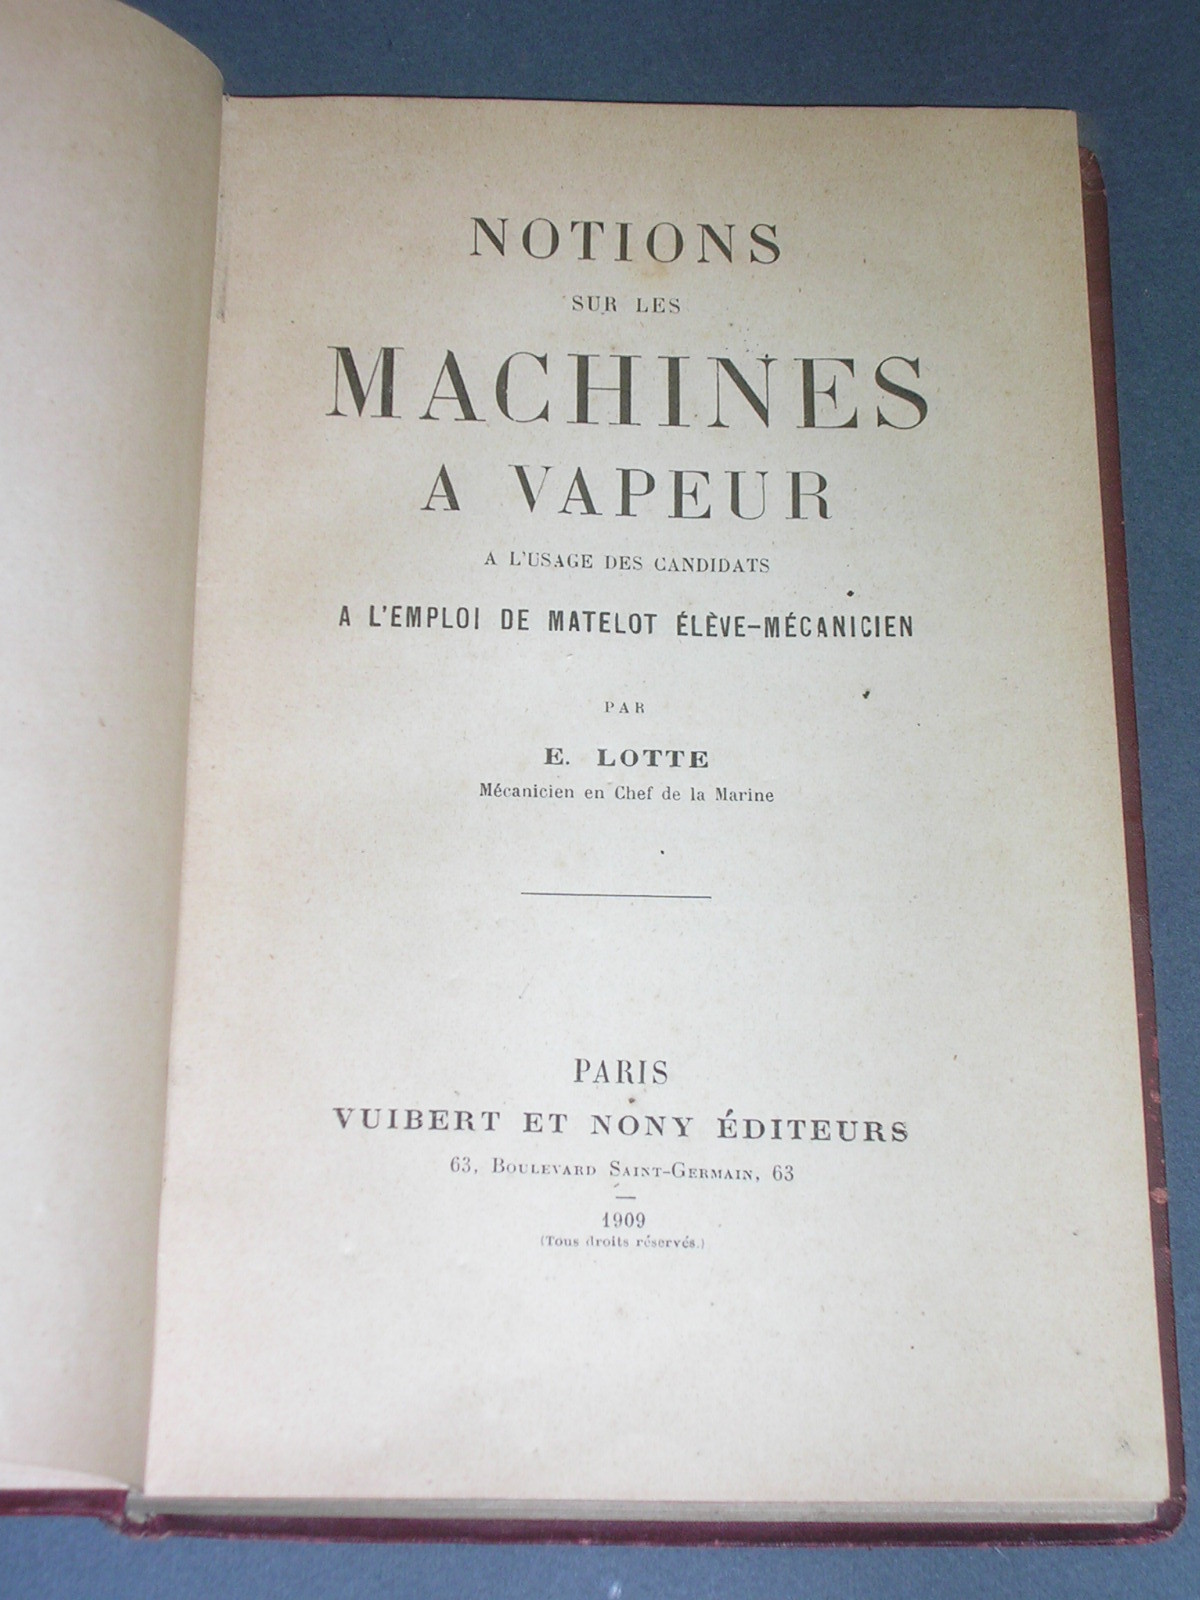 NOTIONS
SUR LES
MACHINES
A VAPEUR
A L'USAGE DES CANDIDATS
A L'EMPLOI DE MATELOT ÉLÈVE-MÉCANICIEN
PAR
E. LOTTE
Mécanicien en Chef de la Marine
PARIS
VUIBERT ET NONY ÉDITEURS
63, BOULEVARD SAINT-GERMAIN, 63
1909
(Tous droits réservés.)